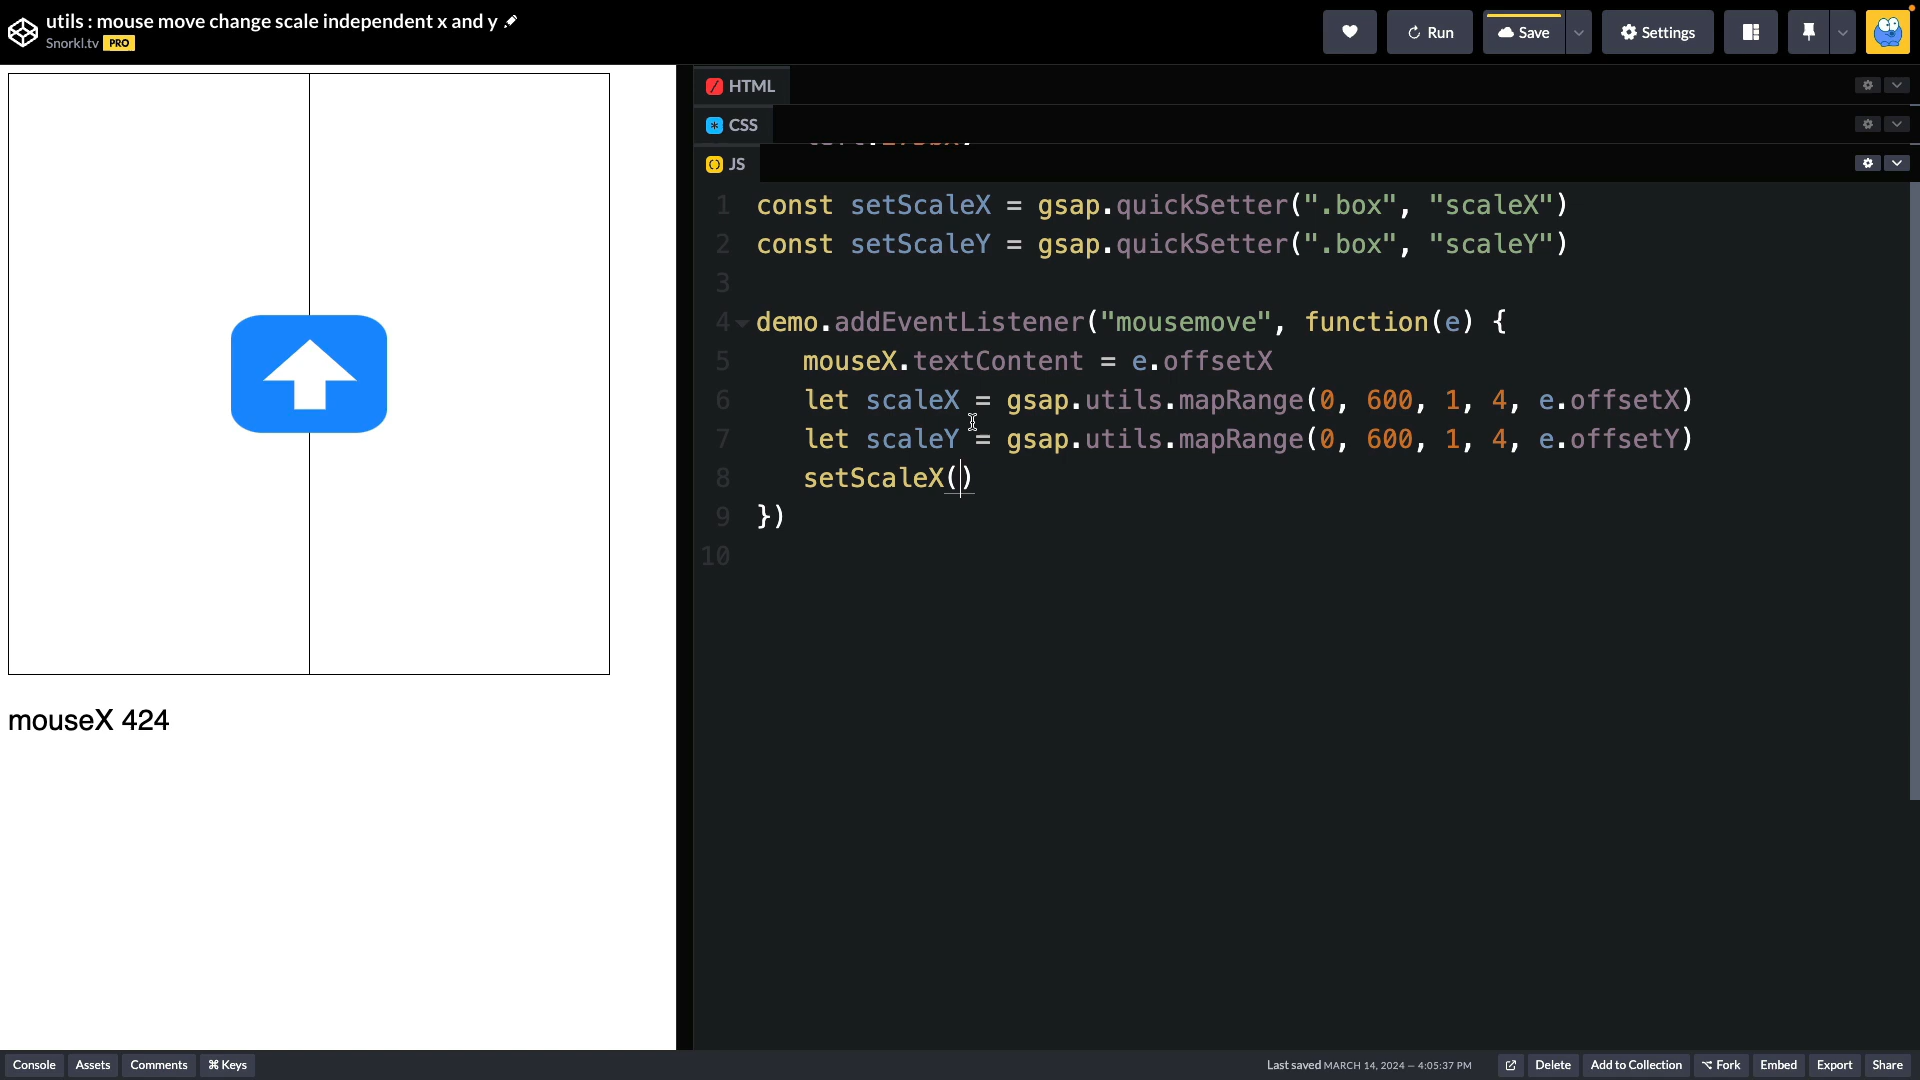 utils : mouse move change scale independent x and y
Snorkl.tv PRO
Run
Save
Settings
HTML
CSS
JS
1 const setScaleX = gsap.quickSetter(".box", "scaleX")
2 const setScaleY = gsap.quickSetter(".box", "scaleY")
3
4 demo.addEventListener("mousemove", function(e) {
5 mouseX.textContent = e.offsetX
6 let scaleX = gsap.utils.mapRange(0, 600, 1, 4, e.offsetX)
7 let scaleY = gsap.utils.mapRange(0, 600, 1, 4, e.offsetY)
8 setScaleX()
9 })
10
mouseX 424
Console Assets Comments ⌘ Keys Last saved MARCH 14, 2024 — 4:05:37 PM Delete Add to Collection ⌥ Fork Embed Export Share